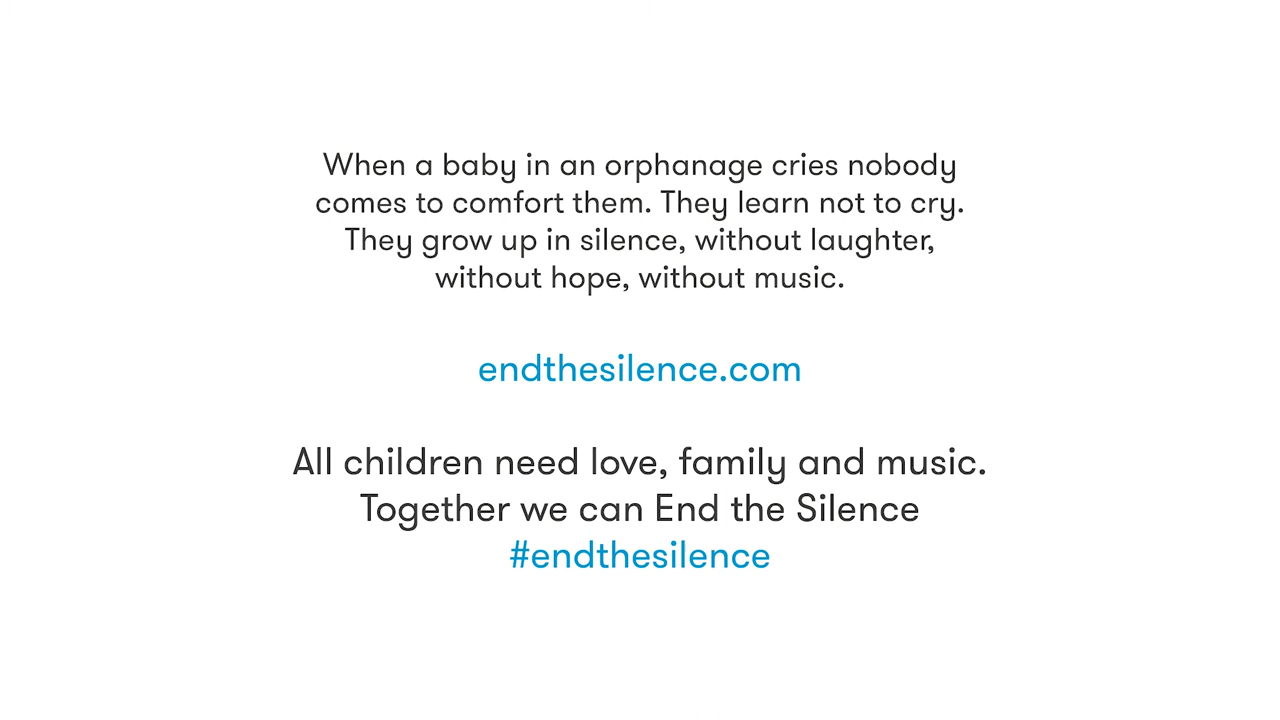 When a baby in an orphanage cries nobody
comes to comfort them. They learn not to cry.
They grow up in silence, without laughter,
without hope, without music.
endthesilence.com
All children need love, family and music.
Together we can End the Silence
#endthesilence